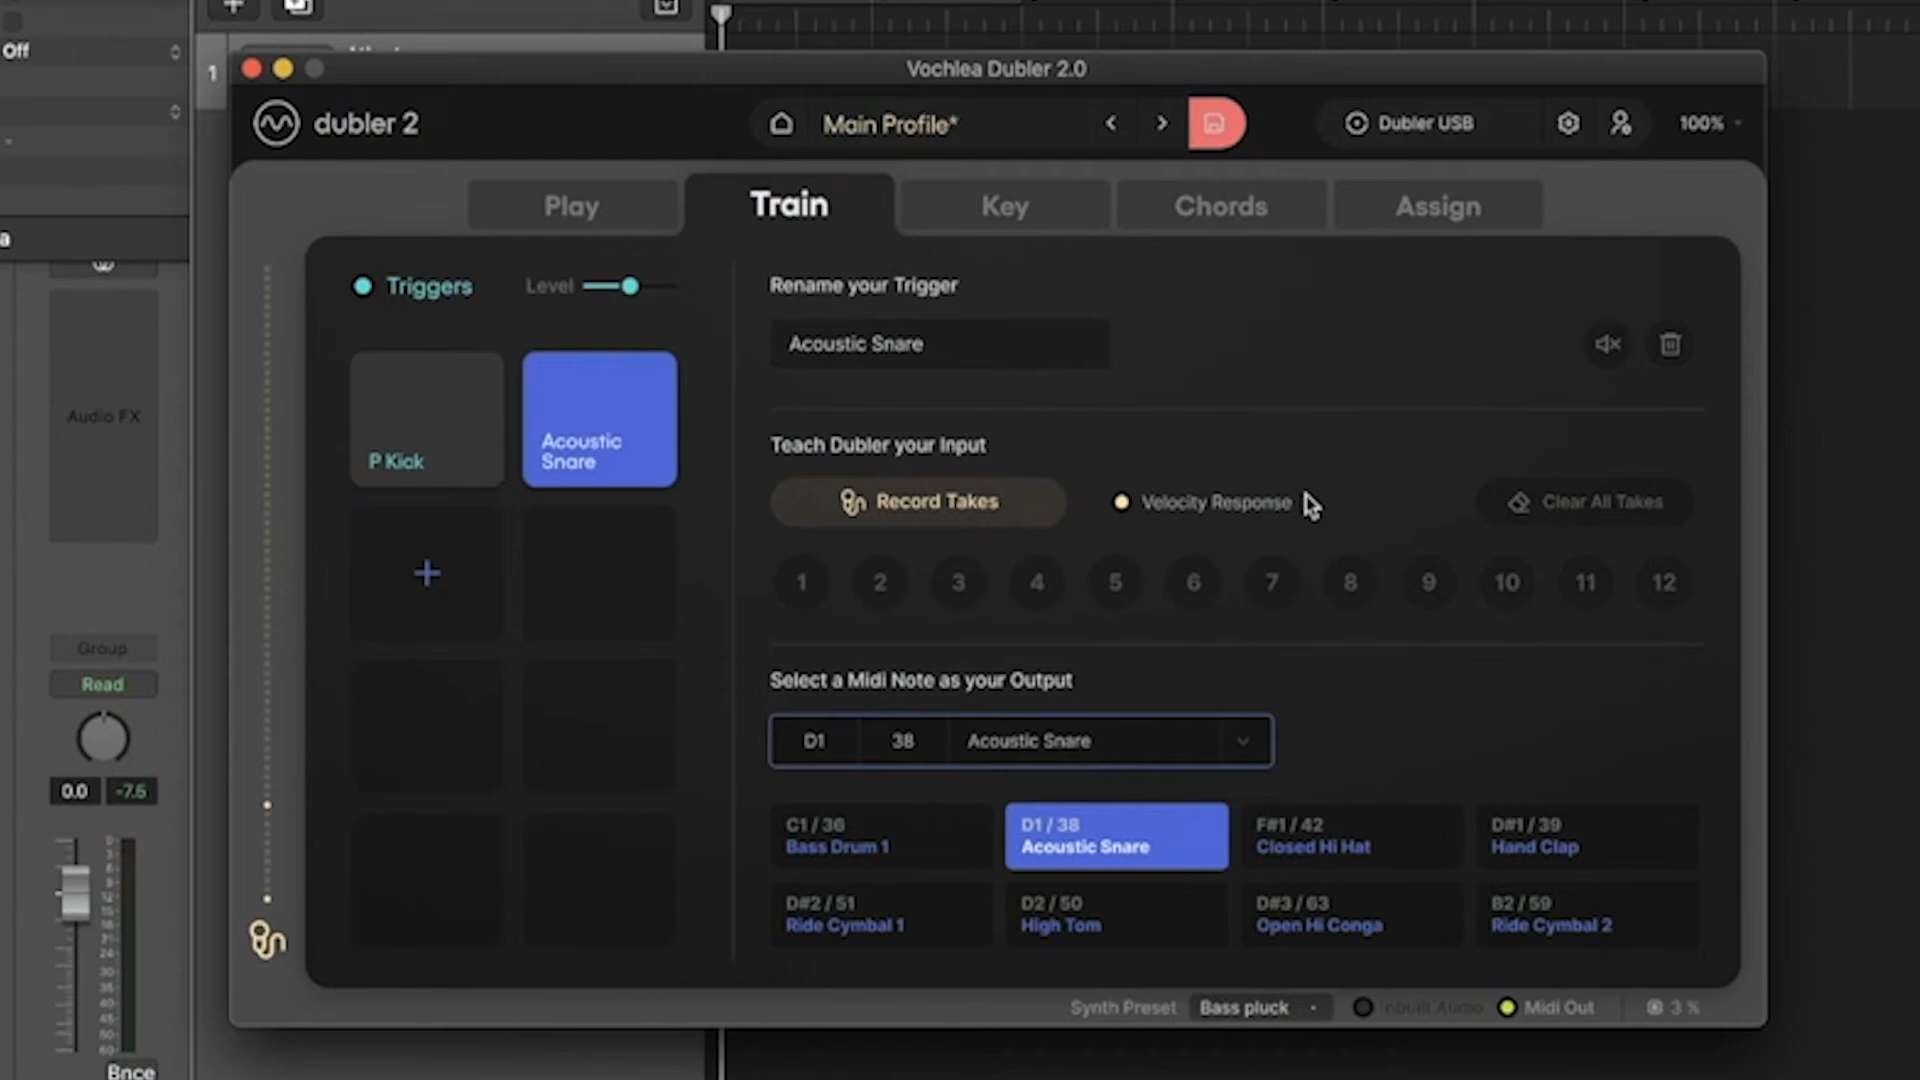 Off
1
Vochlea Dubler 2.0
dubler 2
Main Profile*
Dubler USB
100%
Play
Train
Key
Chords
Assign
Triggers
Level
Rename your Trigger
Acoustic Snare
P Kick
Acoustic
Snare
Audio FX
Teach Dubler your Input
Record Takes
Velocity Response
Clear All Takes
1 2 3 4 5 6 7 8 9 10 11 12
Group
Read
Select a Midi Note as your Output
D1 38 Acoustic Snare
0.0 -7.5
C1 / 36
Bass Drum 1
D1 / 38
Acoustic Snare
F#1 / 42
Closed Hi Hat
D#1 / 39
Hand Clap
D#2 / 51
Ride Cymbal 1
D2 / 50
High Tom
D#3 / 63
Open Hi Conga
B2 / 59
Ride Cymbal 2
Synth Preset
Bass pluck
Midi Out
3 %
Bnce